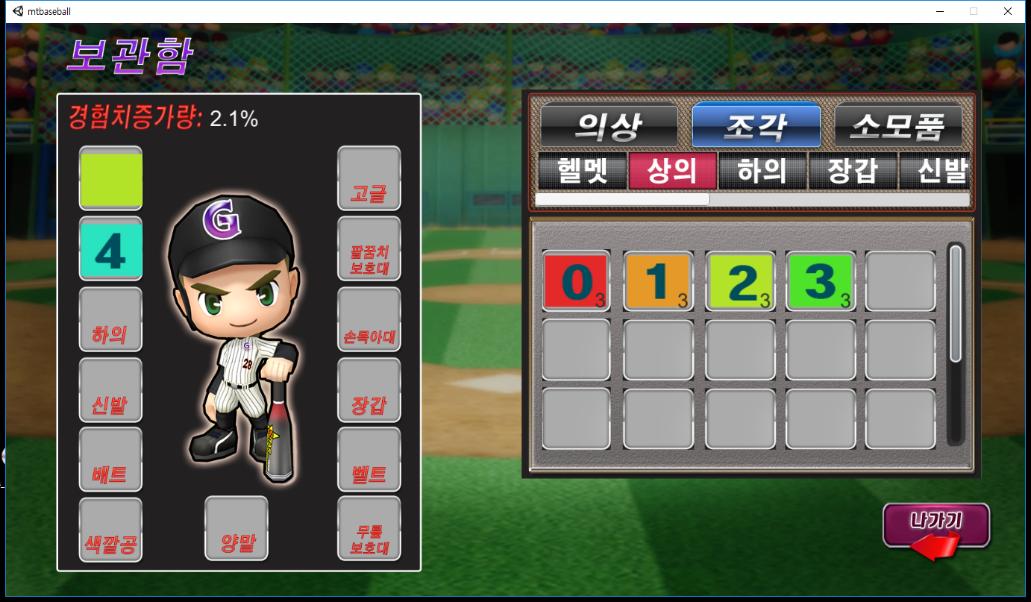 mtbaseball
보관함
경험치증가량: 2.1%
4
하의
신발
배트
색깔공
양말
고글
팔꿈치
보호대
손목아대
장갑
벨트
무릎
보호대
G
28
의상 조각 소모품
헬멧 상의 하의 장갑 신발
0 3 1 3 2 3 3 3
나가기